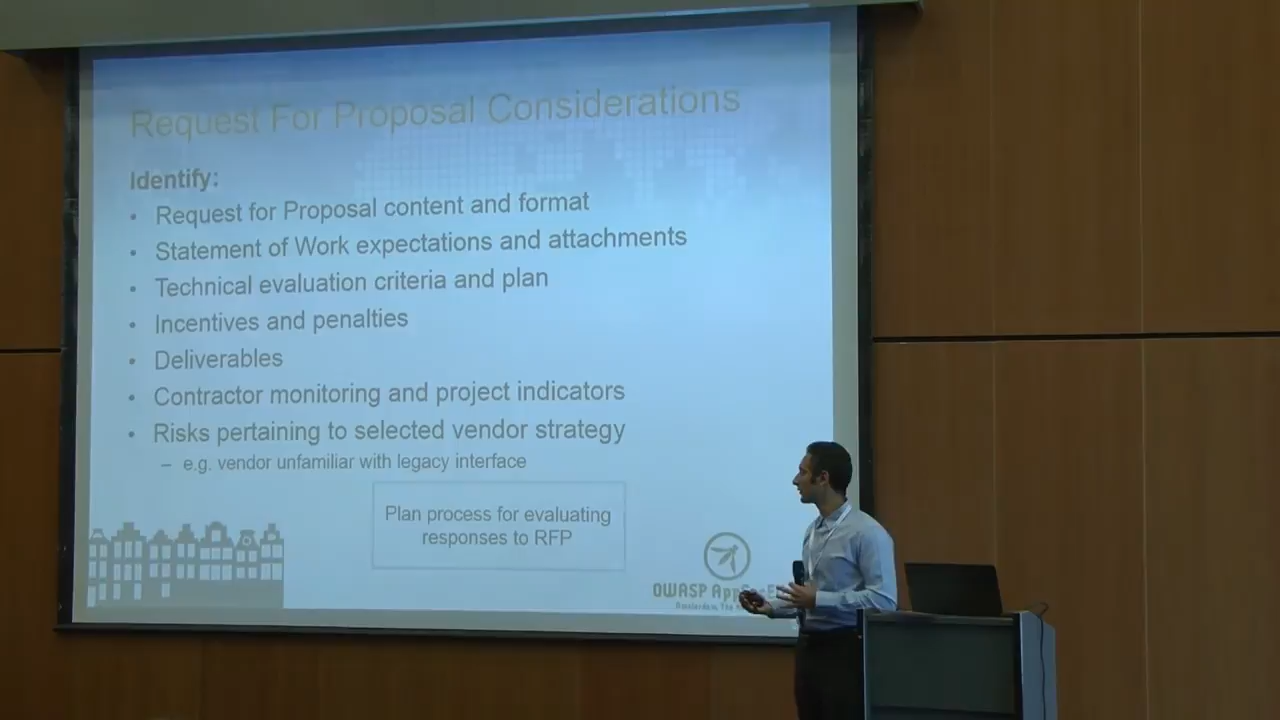 Request For Proposal Considerations
Identify:
• Request for Proposal content and format
• Statement of Work expectations and attachments
• Technical evaluation criteria and plan
• Incentives and penalties
• Deliverables
• Contractor monitoring and project indicators
• Risks pertaining to selected vendor strategy
– e.g. vendor unfamiliar with legacy interface
Plan process for evaluating
responses to RFP
OWASP
Amsterdam, The